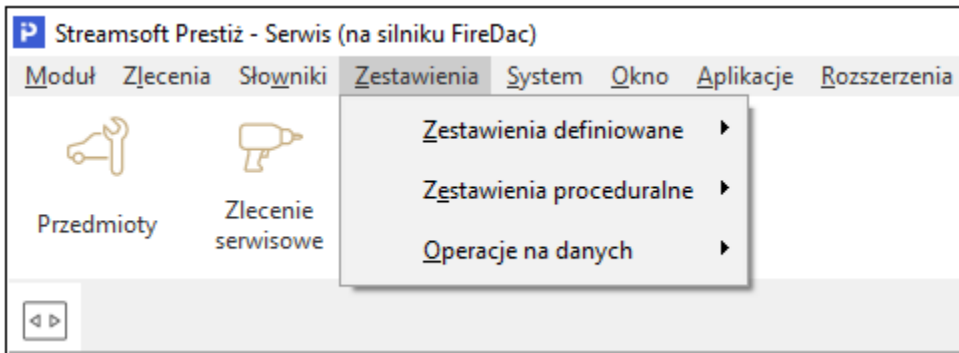 Streamsoft Prestiż - Serwis (na silniku FireDac)
Moduł Zlecenia Słowniki Zestawienia System Okno Aplikacje Rozszerzenia
Zestawienia definiowane
Zestawienia proceduralne
Operacje na danych
Przedmioty
Zlecenie
serwisowe